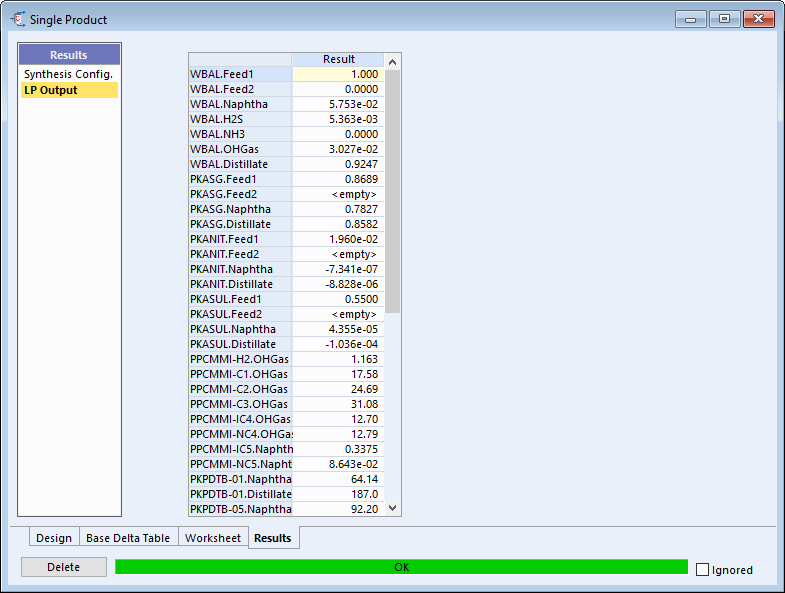 Single Product
Results
Synthesis Config.
LP Output
Result
WBAL.Feed1 1.000
WBAL.Feed2 0.0000
WBAL.Naphtha 5.753e-02
WBAL.H2S 5.363e-03
WBAL.NH3 0.0000
WBAL.OHGas 3.027e-02
WBAL.Distillate 0.9247
PKASG.Feed1 0.8689
PKASG.Feed2 <empty>
PKASG.Naphtha 0.7827
PKASG.Distillate 0.8582
PKANIT.Feed1 1.960e-02
PKANIT.Feed2 <empty>
PKANIT.Naphtha -7.341e-07
PKANIT.Distillate -8.828e-06
PKASUL.Feed1 0.5500
PKASUL.Feed2 <empty>
PKASUL.Naphtha 4.355e-05
PKASUL.Distillate -1.036e-04
PPCMMI-H2.OHGas 1.163
PPCMMI-C1.OHGas 17.58
PPCMMI-C2.OHGas 24.69
PPCMMI-C3.OHGas 31.08
PPCMMI-IC4.OHGas 12.70
PPCMMI-NC4.OHGas 12.79
PPCMMI-IC5.Naphth 0.3375
PPCMMI-NC5.Napht 8.643e-02
PKPDTB-01.Naphtha 64.14
PKPDTB-01.Distillate 187.0
PKPDTB-05.Naphtha 92.20
Design Base Delta Table Worksheet Results
Delete OK Ignored